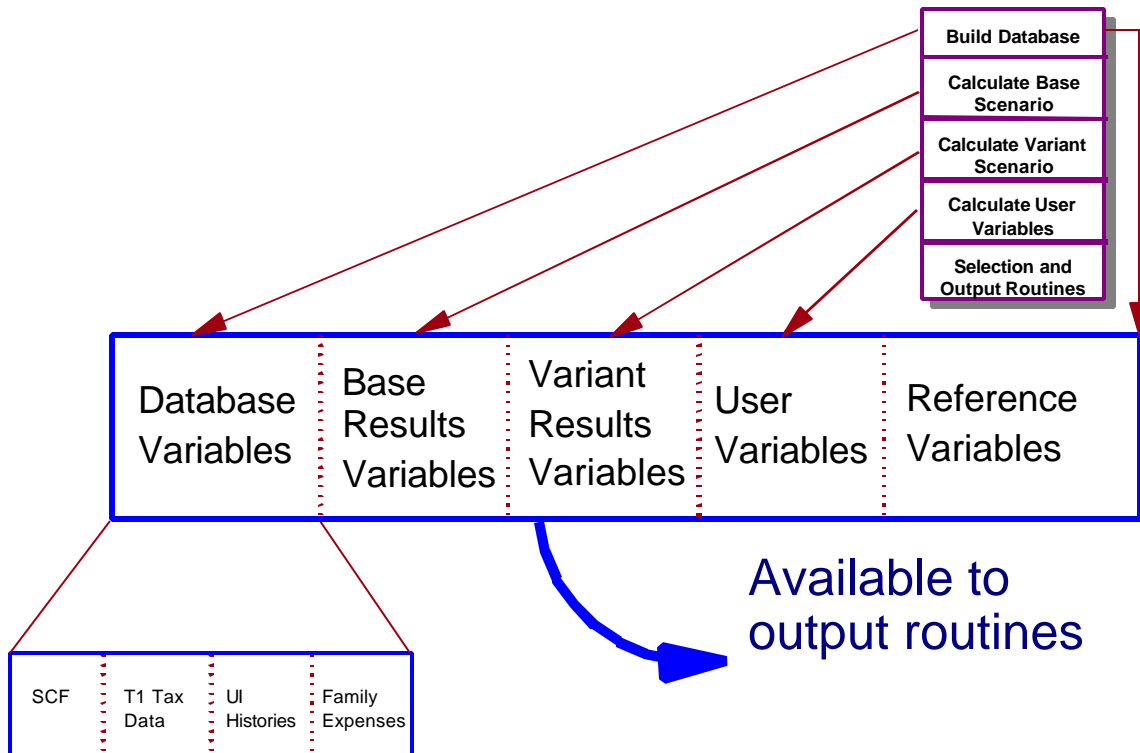 Build Database
Calculate Base
Scenario
Calculate Variant
Scenario
Calculate User
Variables
Selection and
Output Routines
Database
Variables
Base
Results
Variables
Variant
Results
Variables
User
Variables
Reference
Variables
Available to
output routines
SCF
T1 Tax
Data
UI
Histories
Family
Expenses